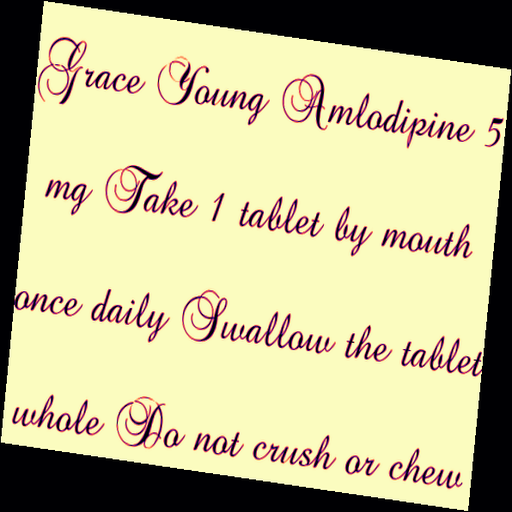 Grace Young Amlodipine 5
mg Take 1 tablet by mouth
once daily Swallow the tablet
whole Do not crush or chew